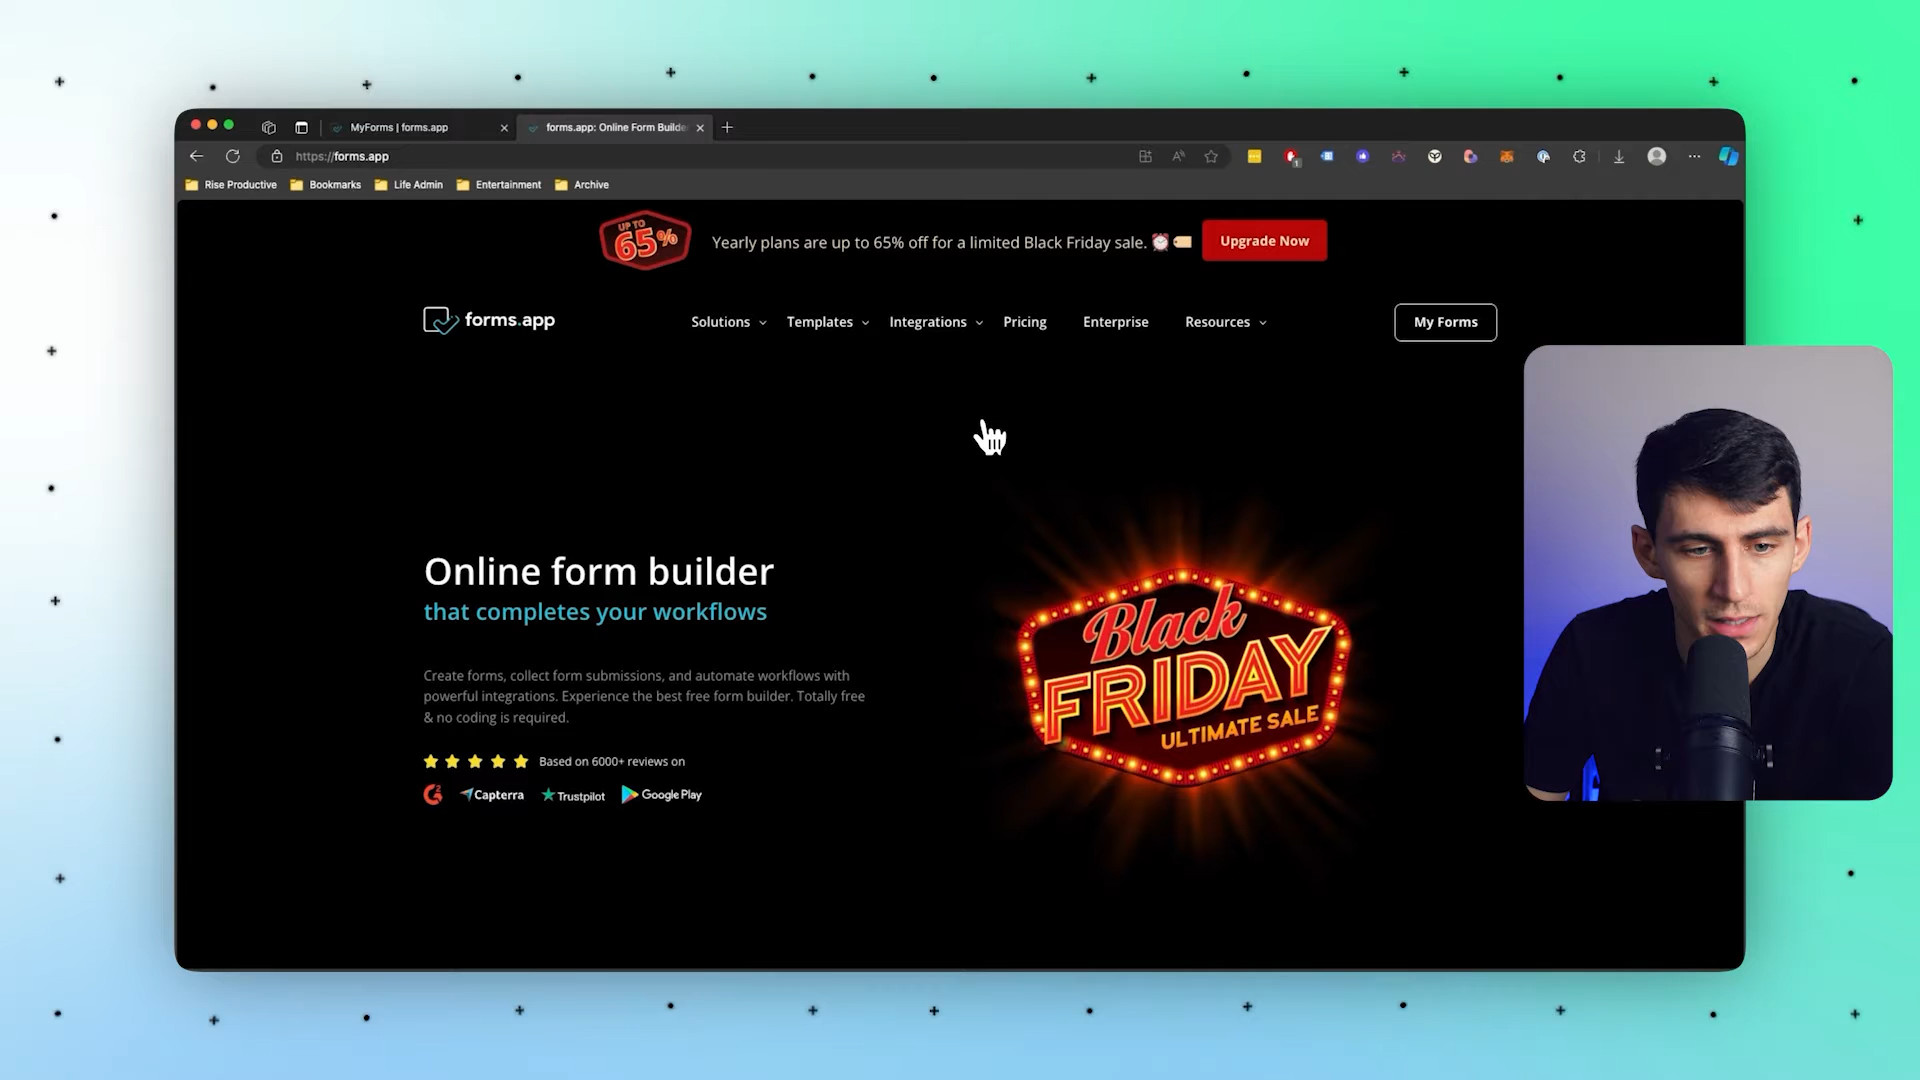 MyForms | forms.app
forms.app: Online Form Builde
https://forms.app
Rise Productive
Bookmarks
Life Admin
Entertainment
Archive
UP TO
65%
Yearly plans are up to 65% off for a limited Black Friday sale.
Upgrade Now
forms.app
Solutions
Templates
Integrations
Pricing
Enterprise
Resources
My Forms
Online form builder
that completes your workflows
Create forms, collect form submissions, and automate workflows with
powerful integrations. Experience the best free form builder. Totally free
& no coding is required.
Based on 6000+ reviews on
Capterra
Trustpilot
Google Play
Black
FRIDAY
ULTIMATE SALE